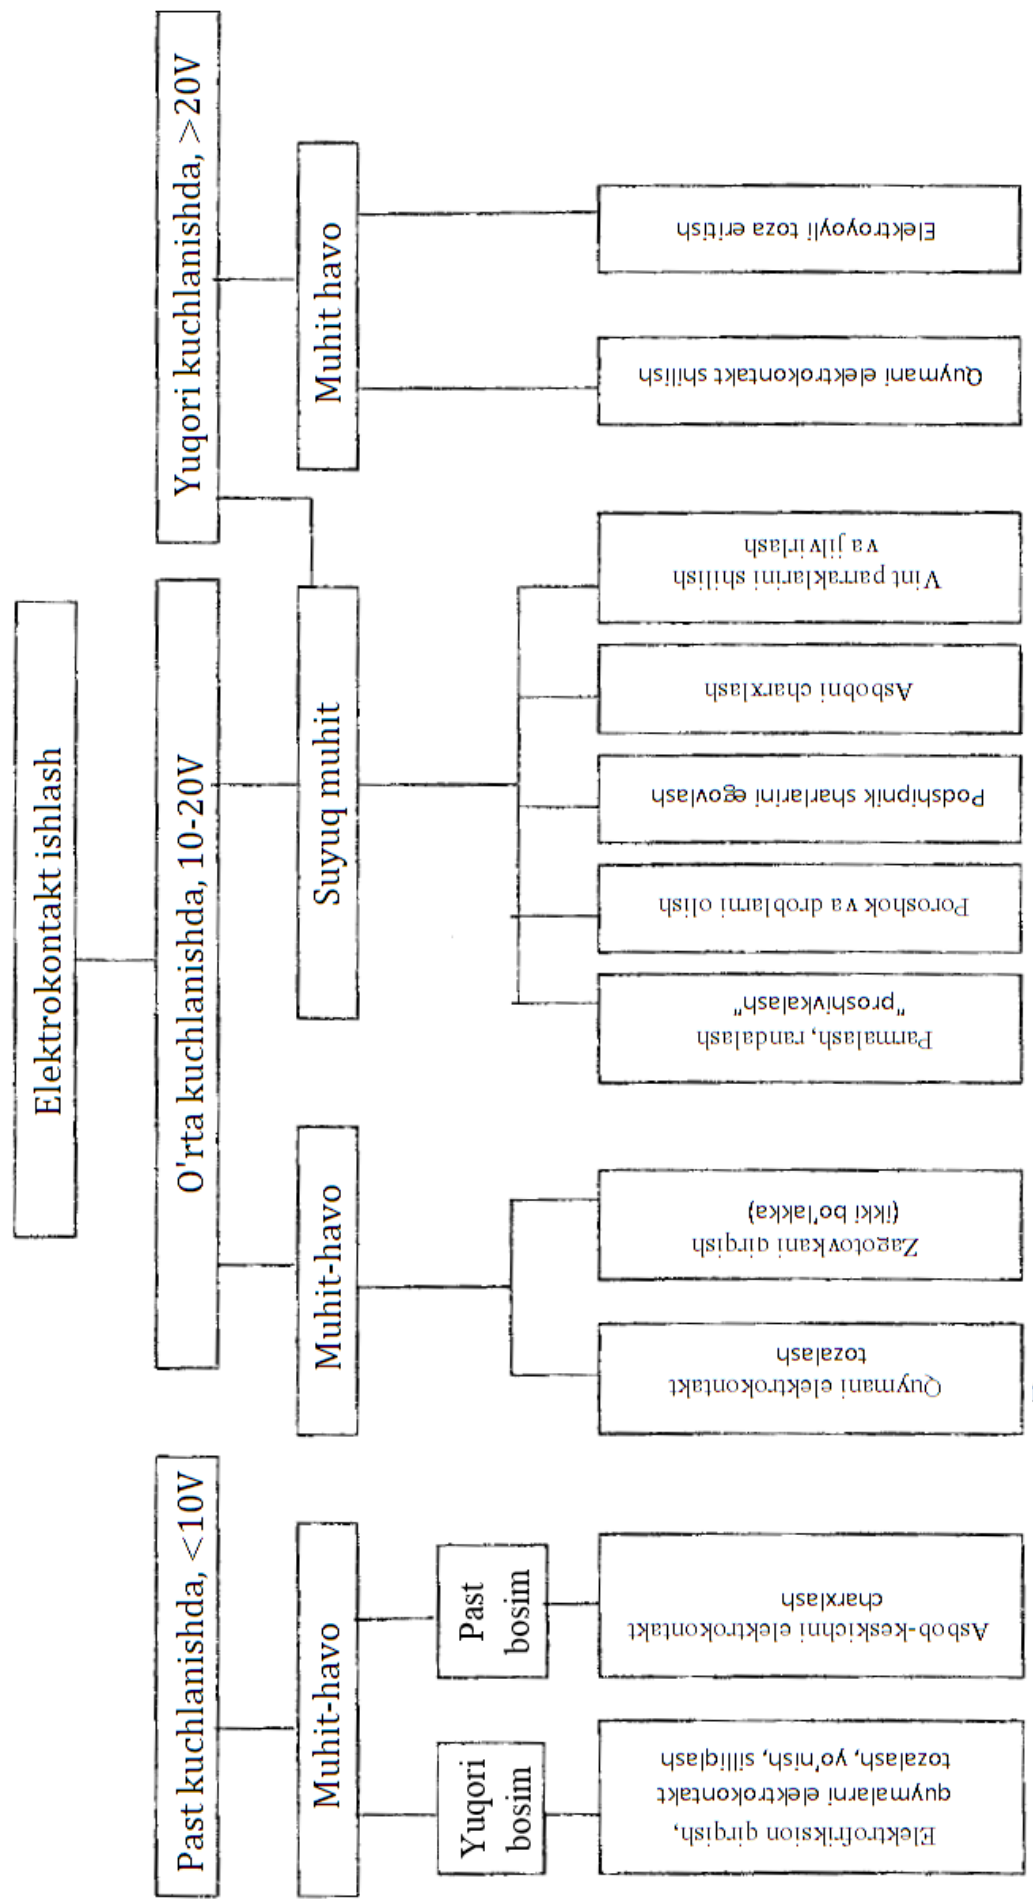 Elektrokontakt ishlash
Past kuchlanishda, <10V
O'rta kuchlanishda, 10-20V
Yuqori kuchlanishda, >20V
Muhit-havo
Muhit-havo
Suyuq muhit
Muhit havo
Yuqori
bosim
Past
bosim
Elektrofriksion qirqish,
quymalarni elektrokontakt
tozalash, yo'nish, silliqlash
Asbob-keskichni elektrokontakt
charxlash
Quymani elektrokontakt
tozalash
Zagotovkani qirqish
(ikki bo'lakka)
Parmalash, randalash
"proshivkalash"
Poroshok va droblarni olish
Podshipnik sharlarini egovlash
Asbobni charxlash
Vint parraklarini shilish
va jilvirlash
Quymani elektrokontakt shilish
Elektroyoyli toza eritish